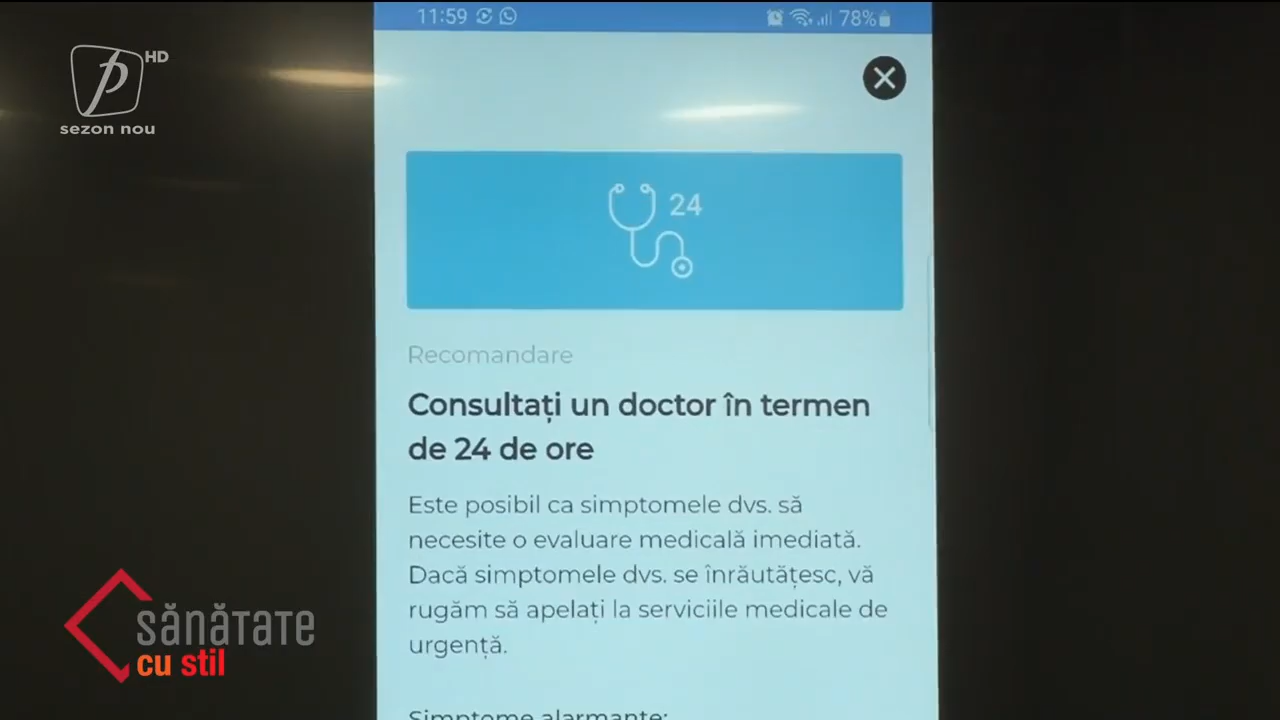 11:59
78%
HD
sezon nou
24
Recomandare
Consultați un doctor în termen
de 24 de ore
Este posibil ca simptomele dvs. să
necesite o evaluare medicală imediată.
Dacă simptomele dvs. se înrăutățesc, vă
rugăm să apelați la serviciile medicale de
urgență.
Simptome alarmante:
sănătate
cu stil